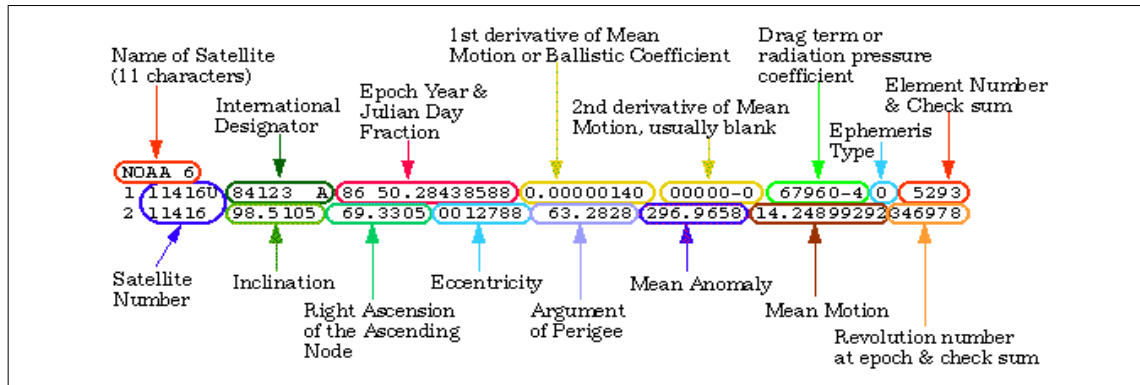 Name of Satellite
(11 characters)
International
Designator
Epoch Year &
Julian Day
Fraction
1st derivative of Mean
Motion or Ballistic Coefficient
2nd derivative of Mean
Motion, usually blank
Drag term or
radiation pressure
coefficient
Ephemeris
Type
Element Number
& Check sum
NOAA 6
1 11416U 84123 A 86 50.28438588 0.00000140 00000-0 67960-4 0 5293
2 11416 98.5105 69.3305 0012788 63.2828 296.9658 14.24899292346978
Satellite
Number
Inclination
Right Ascension
of the Ascending
Node
Eccentricity
Argument
of Perigee
Mean Anomaly
Mean Motion
Revolution number
at epoch & check sum